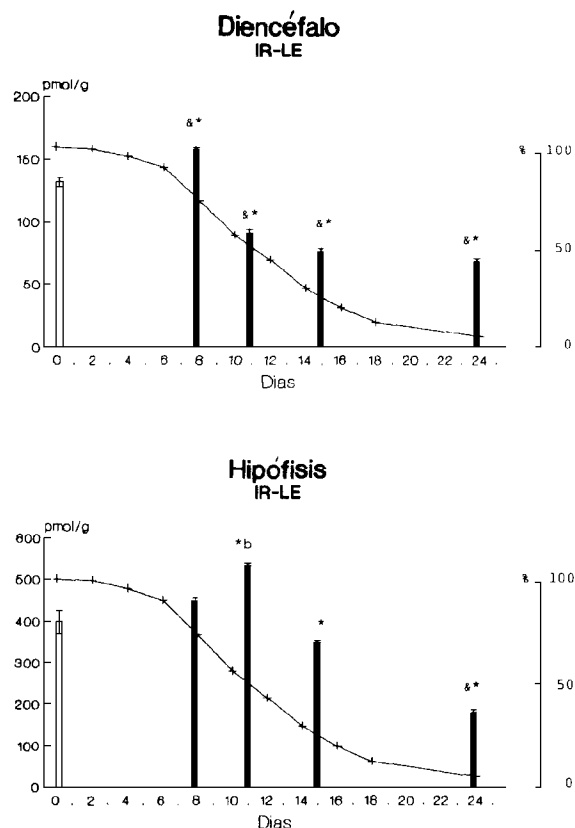 Diencéfalo
IR-LE
pmol/g
200
150
100
50
0
& *
& *
& *
& *
% 100
50
0
0 . 2 . 4 . 6 . 8 . 10 . 12 . 14 . 16 . 18 . 20 . 22 . 24 .
Dias
Hipófisis
IR-LE
pmol/g
500
500
400
300
200
100
0
* b
*
& *
% 100
50
0
0 . 2 . 4 . 6 . 8 . 10 . 12 . 14 . 16 . 18 . 20 . 22 . 24 .
Dias